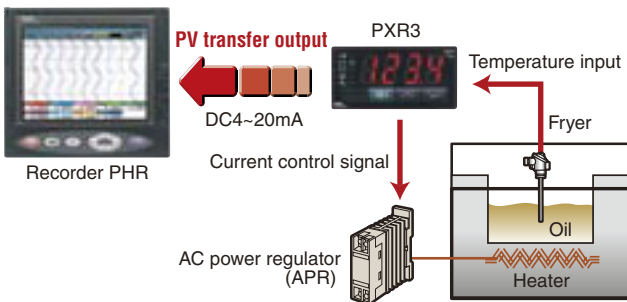 PV transfer output
PXR3
1234
Temperature input
DC4~20mA
Fryer
Recorder PHR
Current control signal
Oil
AC power regulator
(APR)
Heater